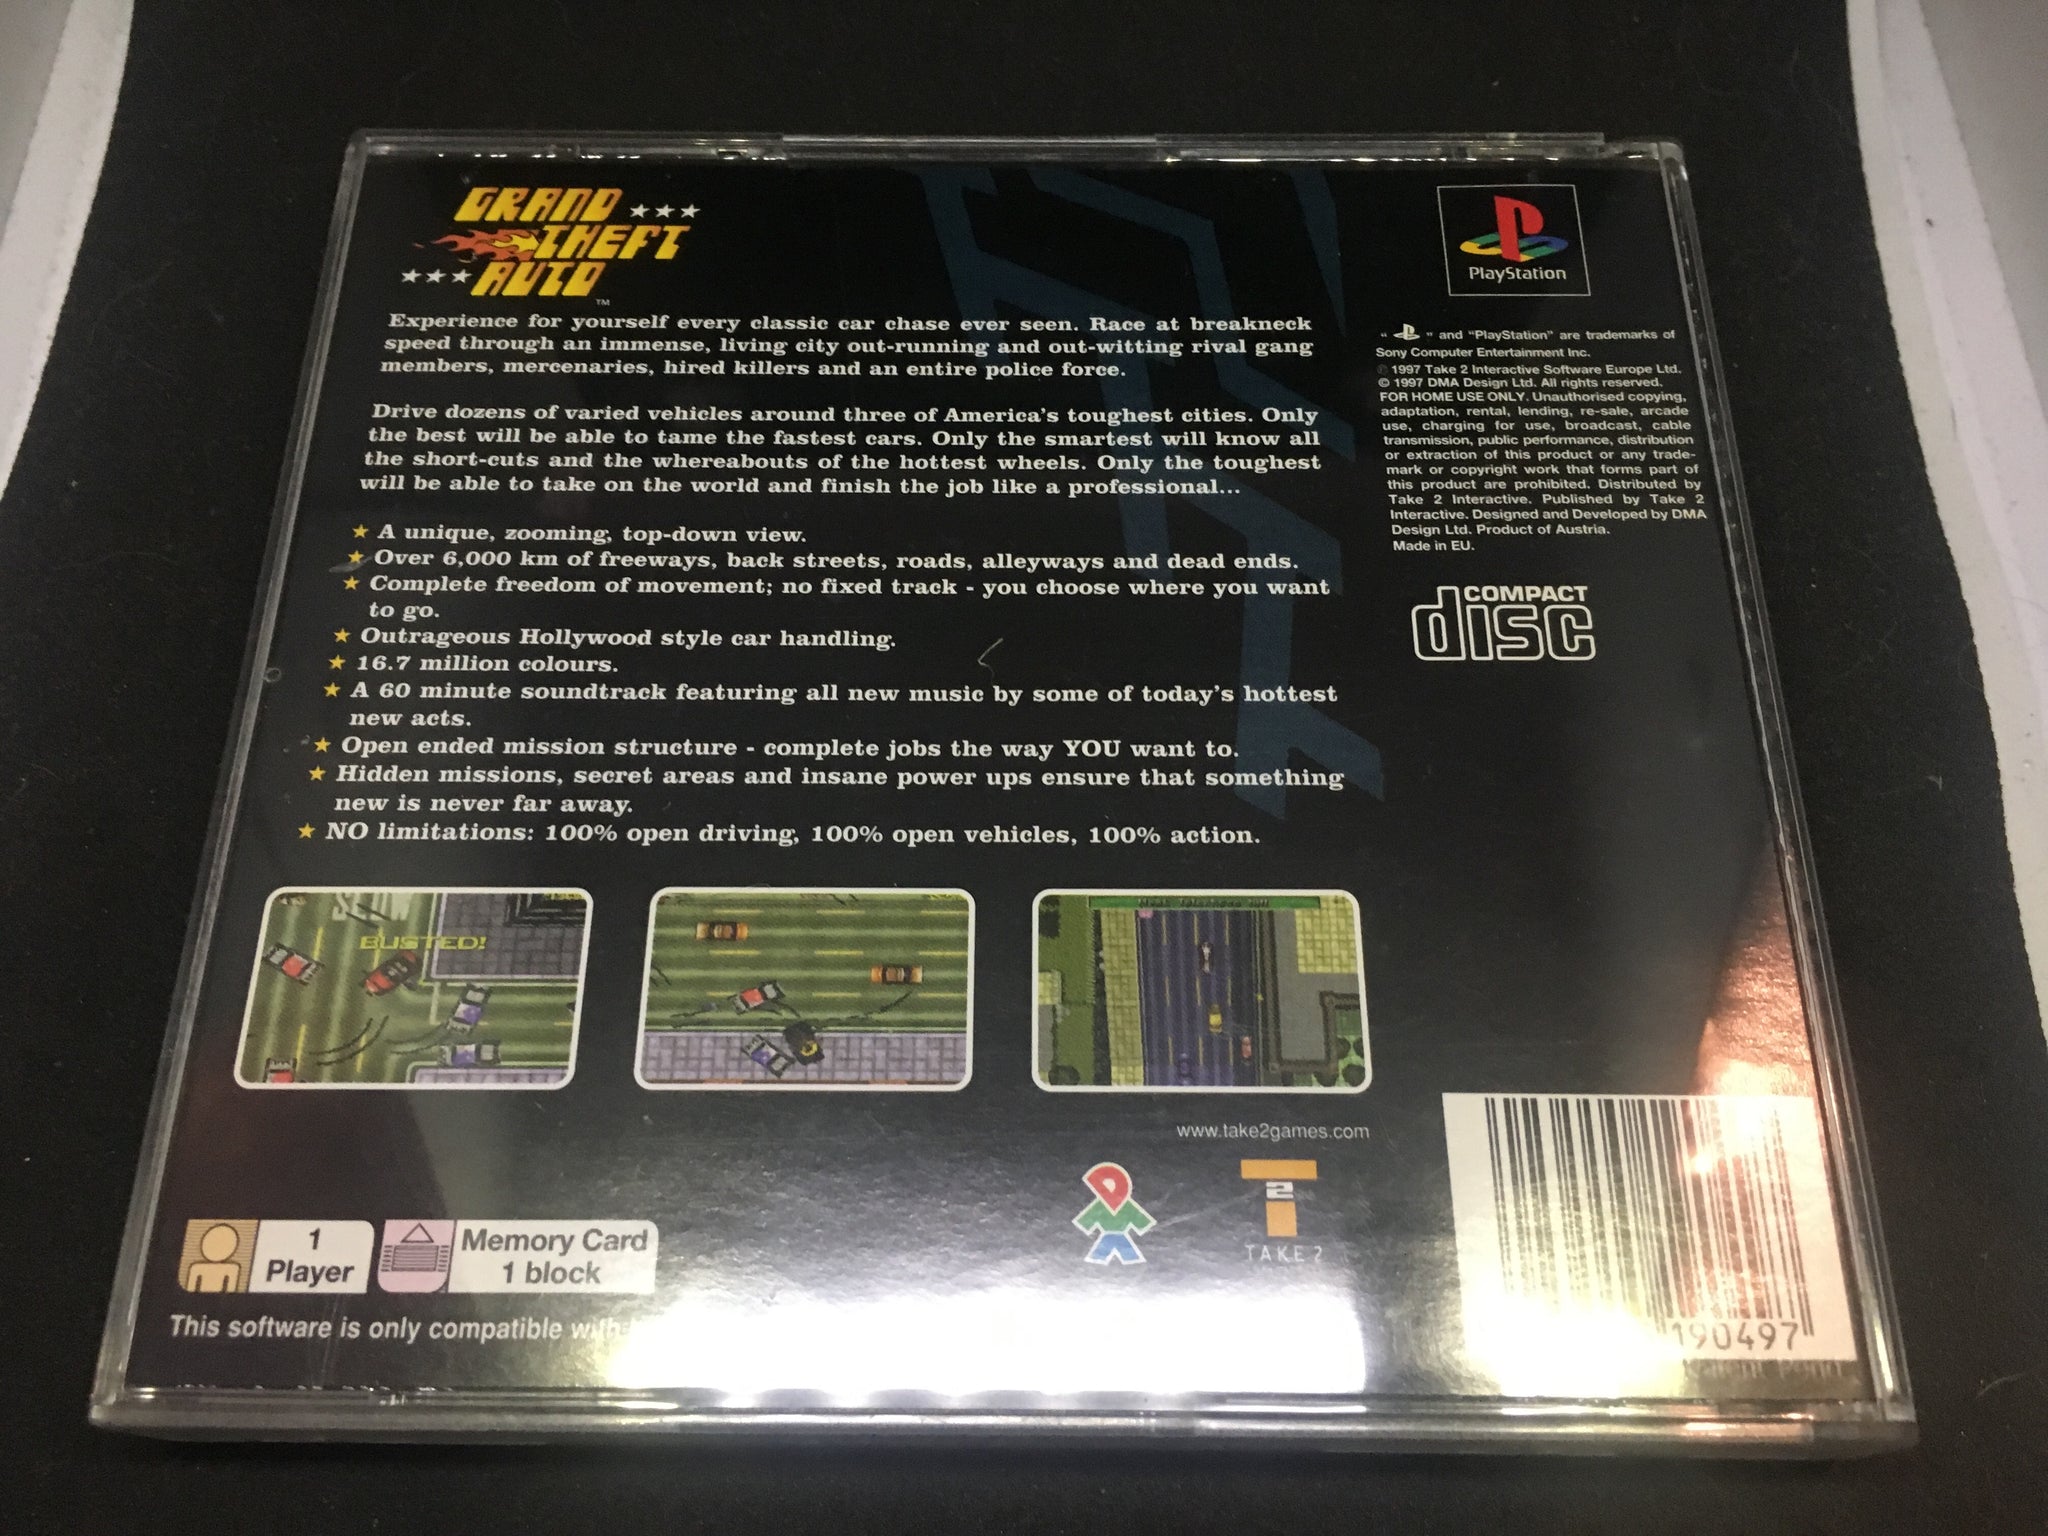 GRAND
THEFT
AUTO
TM
Experience for yourself every classic car chase ever seen. Race at breakneck
speed through an immense, living city out-running and out-witting rival gang
members, mercenaries, hired killers and an entire police force.
Drive dozens of varied vehicles around three of America's toughest cities. Only
the best will be able to tame the fastest cars. Only the smartest will know all
the short-cuts and the whereabouts of the hottest wheels. Only the toughest
will be able to take on the world and finish the job like a professional...
★ A unique, zooming, top-down view.
★ Over 6,000 km of freeways, back streets, roads, alleyways and dead ends.
★ Complete freedom of movement; no fixed track - you choose where you want
to go.
★ Outrageous Hollywood style car handling.
★ 16.7 million colours.
★ A 60 minute soundtrack featuring all new music by some of today's hottest
new acts.
★ Open ended mission structure - complete jobs the way YOU want to.
★ Hidden missions, secret areas and insane power ups ensure that something
new is never far away.
★ NO limitations: 100% open driving, 100% open vehicles, 100% action.
PlayStation
" " and "PlayStation" are trademarks of
Sony Computer Entertainment Inc.
℗ 1997 Take 2 Interactive Software Europe Ltd.
© 1997 DMA Design Ltd. All rights reserved.
FOR HOME USE ONLY. Unauthorised copying,
adaptation, rental, lending, re-sale, arcade
use, charging for use, broadcast, cable
transmission, public performance, distribution
or extraction of this product or any trade-
mark or copyright work that forms part of
this product are prohibited. Distributed by
Take 2 Interactive. Published by Take 2
Interactive. Designed and Developed by DMA
Design Ltd. Product of Austria.
Made in EU.
COMPACT
disc
SLOW
BUSTED!
www.take2games.com
DMA
T
2
TAKE 2
1
Player
Memory Card
1 block
This software is only compatible with
190497